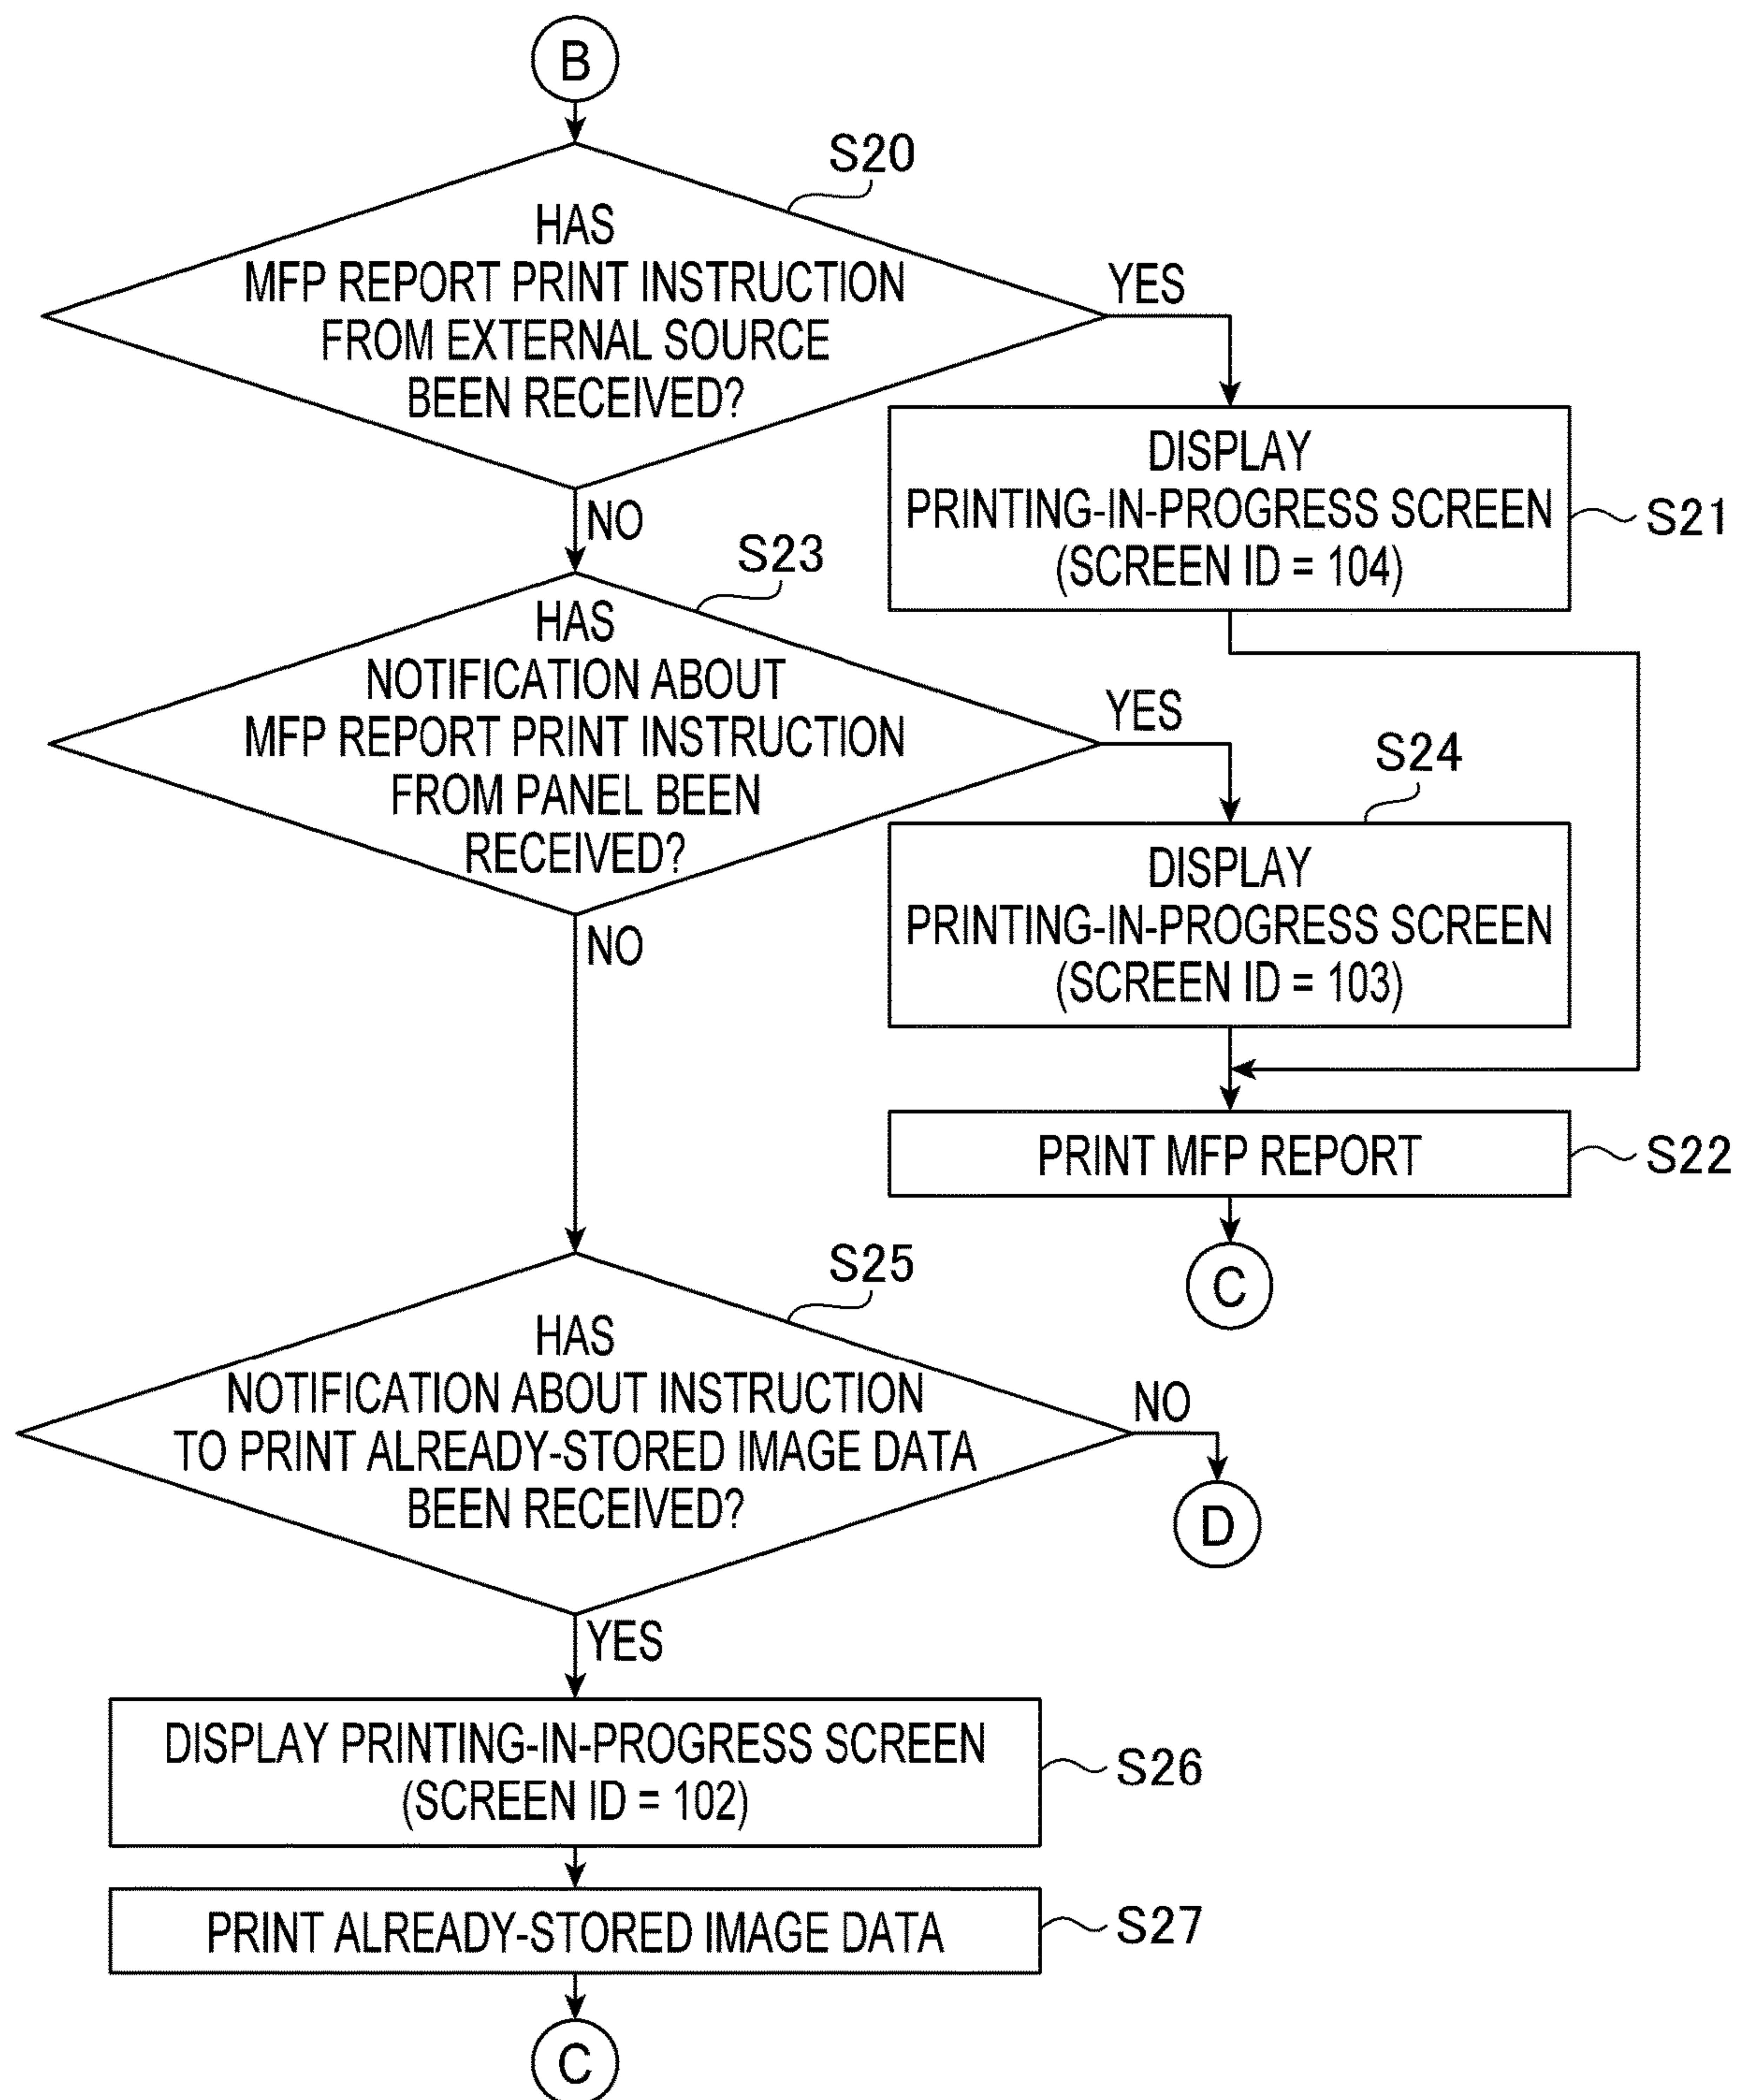 B
S20
HAS
MFP REPORT PRINT INSTRUCTION
FROM EXTERNAL SOURCE
BEEN RECEIVED?
YES
DISPLAY
PRINTING-IN-PROGRESS SCREEN
(SCREEN ID = 104)
S21
NO
S23
HAS
NOTIFICATION ABOUT
MFP REPORT PRINT INSTRUCTION
FROM PANEL BEEN
RECEIVED?
YES
S24
DISPLAY
PRINTING-IN-PROGRESS SCREEN
(SCREEN ID = 103)
NO
PRINT MFP REPORT
S22
C
S25
HAS
NOTIFICATION ABOUT INSTRUCTION
TO PRINT ALREADY-STORED IMAGE DATA
BEEN RECEIVED?
NO
D
YES
DISPLAY PRINTING-IN-PROGRESS SCREEN
(SCREEN ID = 102)
S26
PRINT ALREADY-STORED IMAGE DATA
S27
C